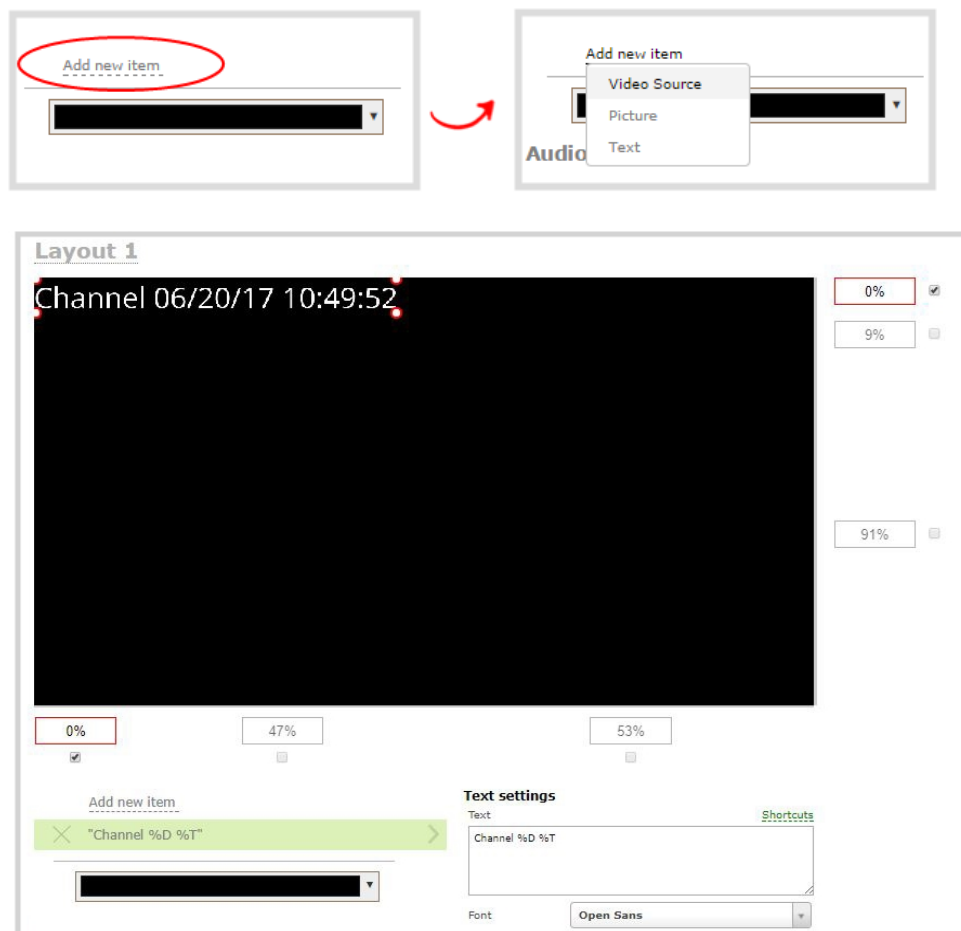 Add new item
Add new item
Video Source
Picture
Text
Audio
Layout 1
Channel 06/20/17 10:49:52
0%
9%
91%
0%
47%
53%
Add new item
"Channel %D %T"
Text settings
Text
Shortcuts
Channel %D %T
Font
Open Sans